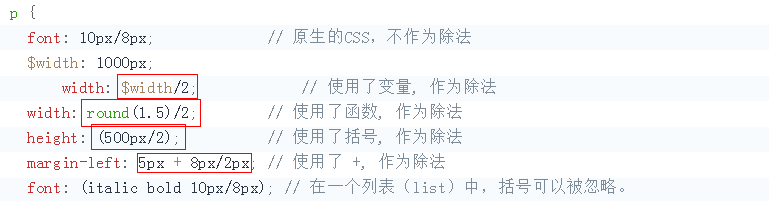 p {
font: 10px/8px; // 原生的CSS，不作为除法
$width: 1000px;
width: $width/2; // 使用了变量, 作为除法
width: round(1.5)/2; // 使用了函数, 作为除法
height: (500px/2); // 使用了括号, 作为除法
margin-left: 5px + 8px/2px; // 使用了 +, 作为除法
font: (italic bold 10px/8px); // 在一个列表（list）中，括号可以被忽略。